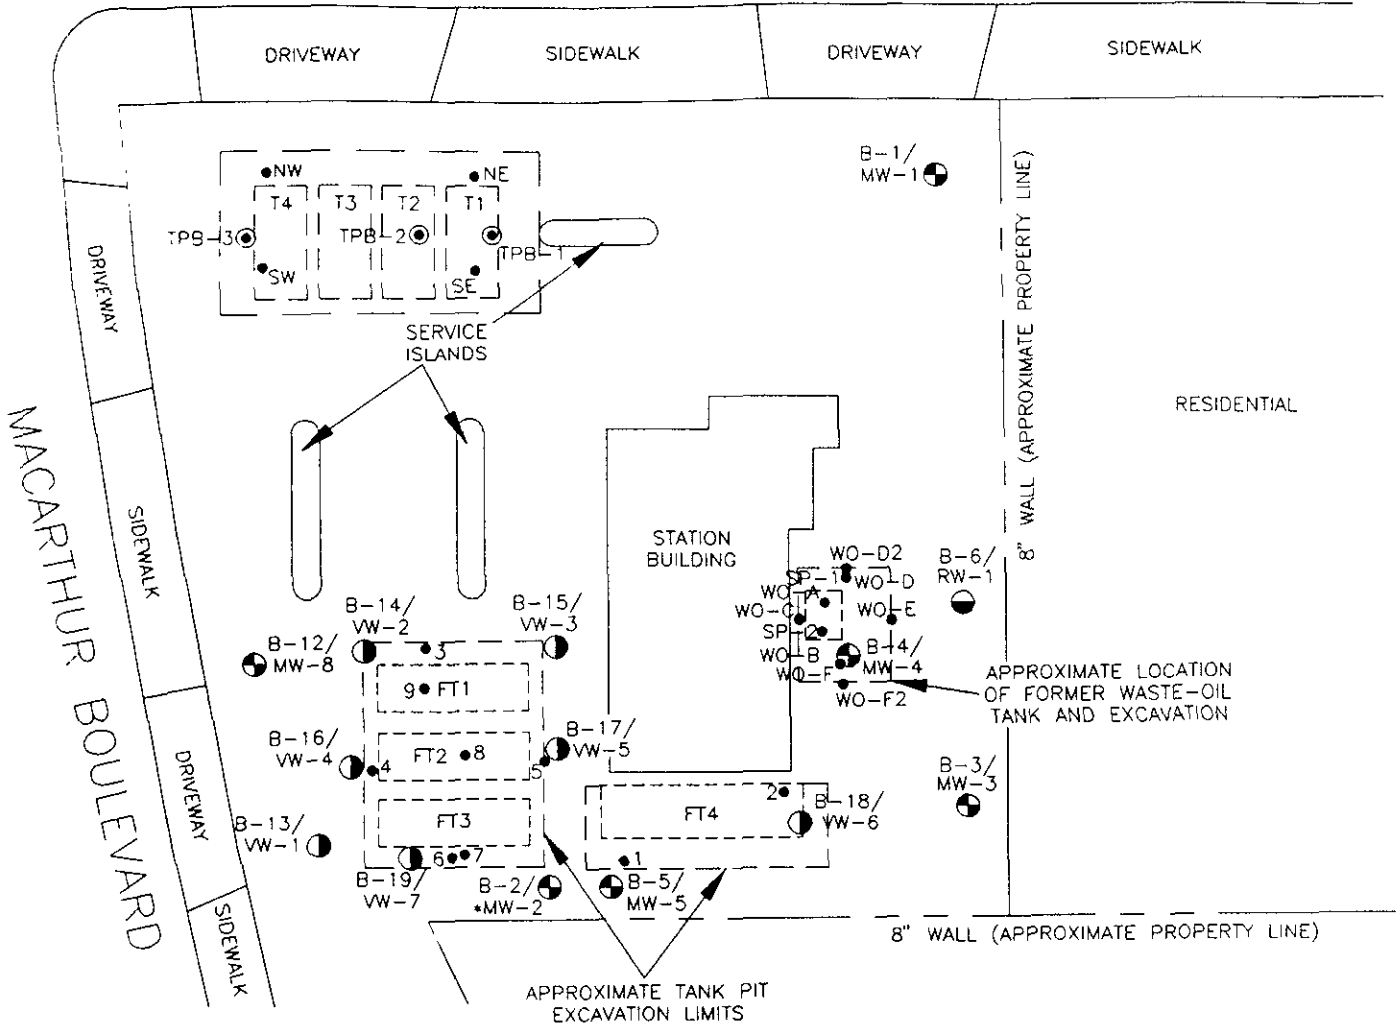 DRIVEWAY
SIDEWALK
DRIVEWAY
SIDEWALK
B-1/
MW-1
NW
NE
T4
T3
T2
T1
TPB-3
TPB-2
TPB-1
SW
SE
SERVICE
ISLANDS
DRIVEWAY
SIDEWALK
DRIVEWAY
SIDEWALK
MACARTHUR BOULEVARD
8" WALL (APPROXIMATE PROPERTY LINE)
RESIDENTIAL
STATION
BUILDING
WO-D2
SP-1
WO-D
WO-A
WO-C
WO-E
SP-2
WO-B
WO-F
WO-F2
B-6/
RW-1
B-4/
MW-4
APPROXIMATE LOCATION
OF FORMER WASTE-OIL
TANK AND EXCAVATION
B-14/
VW-2
B-15/
VW-3
B-12/
MW-8
3
9
FT1
B-16/
VW-4
4
FT2
8
5
B-17/
VW-5
B-13/
VW-1
FT3
6
7
B-19/
VW-7
B-2/
*MW-2
FT4
2
1
B-18/
VW-6
B-5/
MW-5
B-3/
MW-3
8" WALL (APPROXIMATE PROPERTY LINE)
APPROXIMATE TANK PIT
EXCAVATION LIMITS